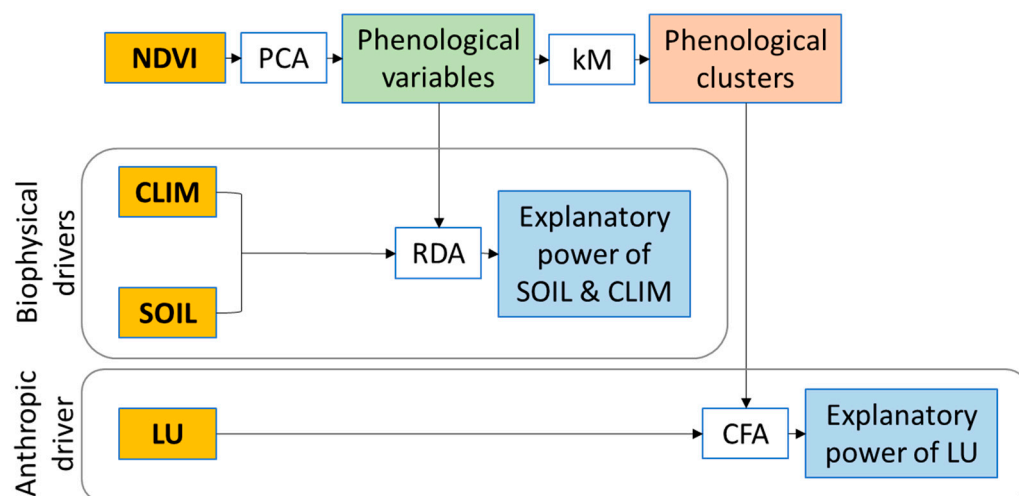 NDVI
PCA
Phenological
variables
kM
Phenological
clusters
Biophysical
drivers
CLIM
SOIL
RDA
Explanatory
power of
SOIL & CLIM
Anthropic
driver
LU
CFA
Explanatory
power of LU